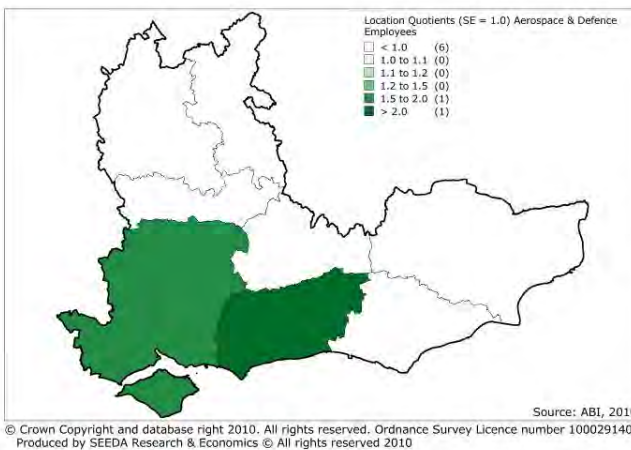 Location Quotients (SE = 1.0) Aerospace & Defence
Employees
< 1.0 (6)
1.0 to 1.1 (0)
1.1 to 1.2 (0)
1.2 to 1.5 (0)
1.5 to 2.0 (1)
> 2.0 (1)
Source: ABI,
© Crown Copyright and database right 2010. All rights reserved. Ordnance Survey Licence number 100029140
Produced by SEEDA Research & Economics © All rights reserved 2010